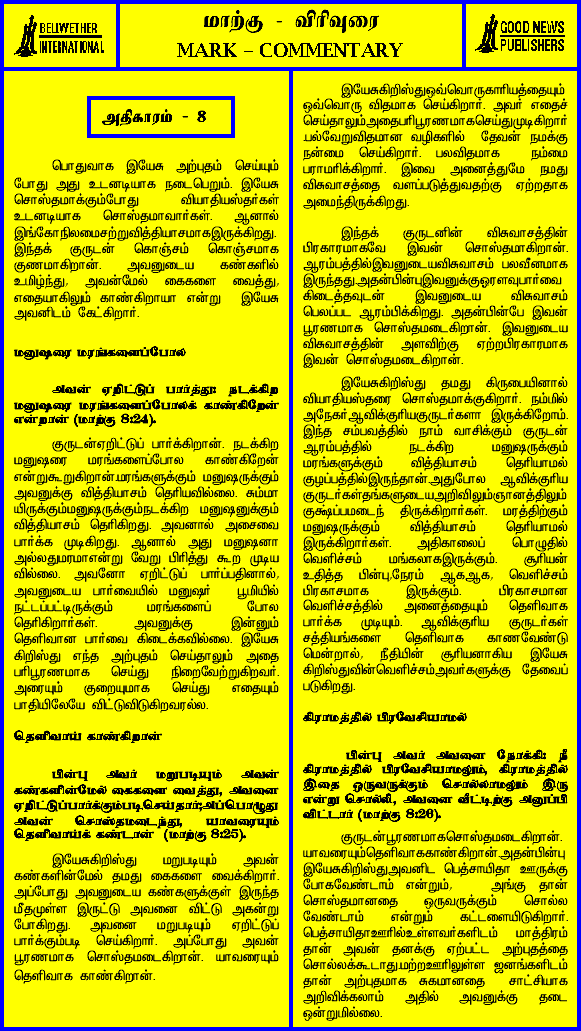 BELLWETHER
INTERNATIONAL
மாற்கு - விரிவுரை
MARK – COMMENTARY
GOOD NEWS
PUBLISHERS
அதிகாரம் - 8
பொதுவாக இயேசு அற்புதம் செய்யும்
போது அது உடனடியாக நடைபெறும். இயேசு
சொஸ்தமாக்கும்போது வியாதியஸ்தர்கள்
உடனடியாக சொஸ்தமாவார்கள். ஆனால்
இங்கோநிலமைசற்றுவித்தியாசமாகஇருக்கிறது.
இந்தக் குருடன் கொஞ்சம் கொஞ்சமாக
குணமாகிறான். அவனுடைய கண்களில்
உமிழ்ந்து, அவன்மேல் கைகளை வைத்து,
எதையாகிலும் காண்கிறாயா என்று இயேசு
அவனிடம் கேட்கிறார்.
மனுஷரை மரங்களைப்போல
அவன் ஏறிட்டுப் பார்த்து: நடக்கிற
மனுஷரை மரங்களைப்போலக் காண்கிறேன்
என்றான் (மாற்கு 8:24).
குருடன்ஏறிட்டுப் பார்க்கிறான். நடக்கிற
மனுஷரை மரங்களைபோல காண்கிறேன்
என்றுகூறுகிறான்.மரங்களுக்கும் மனுஷருக்கும்
அவனுக்கு வித்தியாசம் தெரியவில்லை. சும்மா
யிருக்கும்மனுஷருக்கும்நடக்கிற மனுஷனுக்கும்
வித்தியாசம் தெரிகிறது. அவனால் அசைவை
பார்க்க முடிகிறது. ஆனால் அது மனுஷனா
அல்லதுமரமாஎன்று வேறு பிரித்து கூற முடிய
வில்லை. அவனோ ஏறிட்டுப் பார்ப்பதினால்,
அவனுடைய பார்வையில் மனுஷர் பூமியில்
நட்டப்பட்டிருக்கும் மரங்களைப் போல
தெரிகிறார்கள். அவனுக்கு இன்னும்
தெளிவான பார்வை கிடைக்கவில்லை. இயேசு
கிறிஸ்து எந்த அற்புதம் செய்தாலும் அதை
பரிபூரணமாக செய்து நிறைவேற்றுகிறவர்.
அரையும் குறையுமாக செய்து எதையும்
பாதியிலேயே விட்டுவிடுகிறவரல்ல.
தெளிவாய் காண்கிறான்
பின்பு அவர் மறுபடியும் அவன்
கண்களின்மேல் கைகளை வைத்து, அவனை
ஏறிட்டுப்பார்க்கும்படிசெய்தார்;அப்பொழுது
அவன் சொஸ்தமடைந்து, யாவரையும்
தெளிவாய்க் கண்டான் (மாற்கு 8:25).
இயேசுகிறிஸ்து மறுபடியும் அவன்
கண்களின்மேல் தமது கைகளை வைக்கிறார்.
அப்போது அவனுடைய கண்களுக்குள் இருந்த
மீதமுள்ள இருட்டு அவனை விட்டு அகன்று
போகிறது. அவனை மறுபடியும் ஏறிட்டுப்
பார்க்கும்படி செய்கிறார். அப்போது அவன்
பூரணமாக சொஸ்தமடைகிறான். யாவரையும்
தெளிவாக காண்கிறான்.
இயேசுகிறிஸ்துஒவ்வொருகாரியத்தையும்
ஒவ்வொரு விதமாக செய்கிறார். அவர் எதைச்
செய்தாலும்,அதைபரிபூரணமாகசெய்துமுடிகிறார்
.பல்வேறுவிதமான வழிகளில் தேவன் நமக்கு
நன்மை செய்கிறார். பலவிதமாக நம்மை
பராமரிக்கிறார். இவை அனைத்துமே நமது
விசுவாசத்தை வளப்படுத்துவதற்கு ஏற்றதாக
அமைந்திருக்கிறது.
இந்தக் குருடனின் விசுவாசத்தின்
பிரகாரமாகவே இவன் சொஸ்தமாகிறான்.
ஆரம்பத்தில்இவனுடையவிசுவாசம் பலவீனமாக
இருந்தது.அதன்பின்புஇவனுக்குஓரளவுபார்வை
கிடைத்தவுடன் இவனுடைய விசுவாசம்
பெலப்பட ஆரம்பிக்கிறது. அதன்பின்பே இவன்
பூரணமாக சொஸ்தமடைகிறான். இவனுடைய
விசுவாசத்தின் அளவிற்கு ஏற்றபிரகாரமாக
இவன் சொஸ்தமடைகிறான்.
இயேசுகிறிஸ்து தமது கிருபையினால்
வியாதியஸ்தரை சொஸ்தமாக்குகிறார். நம்மில்
அநேகர்ஆவிக்குரியகுருடர்களா இருக்கிறோம்.
இந்த சம்பவத்தில் நாம் வாசிக்கும் குருடன்
ஆரம்பத்தில் நடக்கிற மனுஷருக்கும்
மரங்களுக்கும் வித்தியாசம் தெரியாமல்
குழப்பத்தில்இருந்தான்.அதுபோல ஆவிக்குரிய
குருடர்கள்தங்களுடையஅறிவிலும்ஞானத்திலும்
குக்ஷிப்பமடைந் திருக்கிறார்கள். மரத்திற்கும்
மனுஷருக்கும் வித்தியாசம் தெரியாமல்
இருக்கிறார்கள். அதிகாலைப் பொழுதில்
வெளிச்சம் மங்கலாகஇருக்கும். சூரியன்
உதித்த பின்பு,நேரம் ஆகஆக, வெளிச்சம்
பிரகாசமாக இருக்கும். பிரகாசமான
வெளிச்சத்தில் அனைத்தையும் தெளிவாக
பார்க்க முடியும். ஆவிக்குரிய குருடர்கள்
சத்தியங்களை தெளிவாக காணவேண்டு
மென்றால், நீதியின் சூரியனாகிய இயேசு
கிறிஸ்துவின்வெளிச்சம்அவர்களுக்கு தேவைப்
படுகிறது.
கிராமத்தில் பிரவேசியாமல்
பின்பு அவர் அவனை நோக்கி: நீ
கிராமத்தில் பிரவேசியாமலும், கிராமத்தில்
இதை ஒருவருக்கும் சொல்லாமலும் இரு
என்று சொல்லி, அவனை வீட்டிற்கு அனுப்பி
விட்டார் (மாற்கு 8:26).
குருடன்பூரணமாகசொஸ்தமடைகிறான்.
யாவரையும்தெளிவாககாண்கிறான்.அதன்பின்பு
இயேசுகிறிஸ்துஅவனிட பெத்சாயிதா ஊருக்கு
போகவேண்டாம் என்றும், அங்கு தான்
சொஸ்தமானதை ஒருவருக்கும் சொல்ல
வேண்டாம் என்றும் கட்டளையிடுகிறார்.
பெத்சாயிதாஊரில்உள்ளவர்களிடம் மாத்திரம்
தான் அவன் தனக்கு ஏற்பட்ட அற்புதத்தை
சொல்லக்கூடாது.மற்றஊரிலுள்ள ஜனங்களிடம்
தான் அற்புதமாக சுகமானதை சாட்சியாக
அறிவிக்கலாம் அதில் அவனுக்கு தடை
ஒன்றுமில்லை.